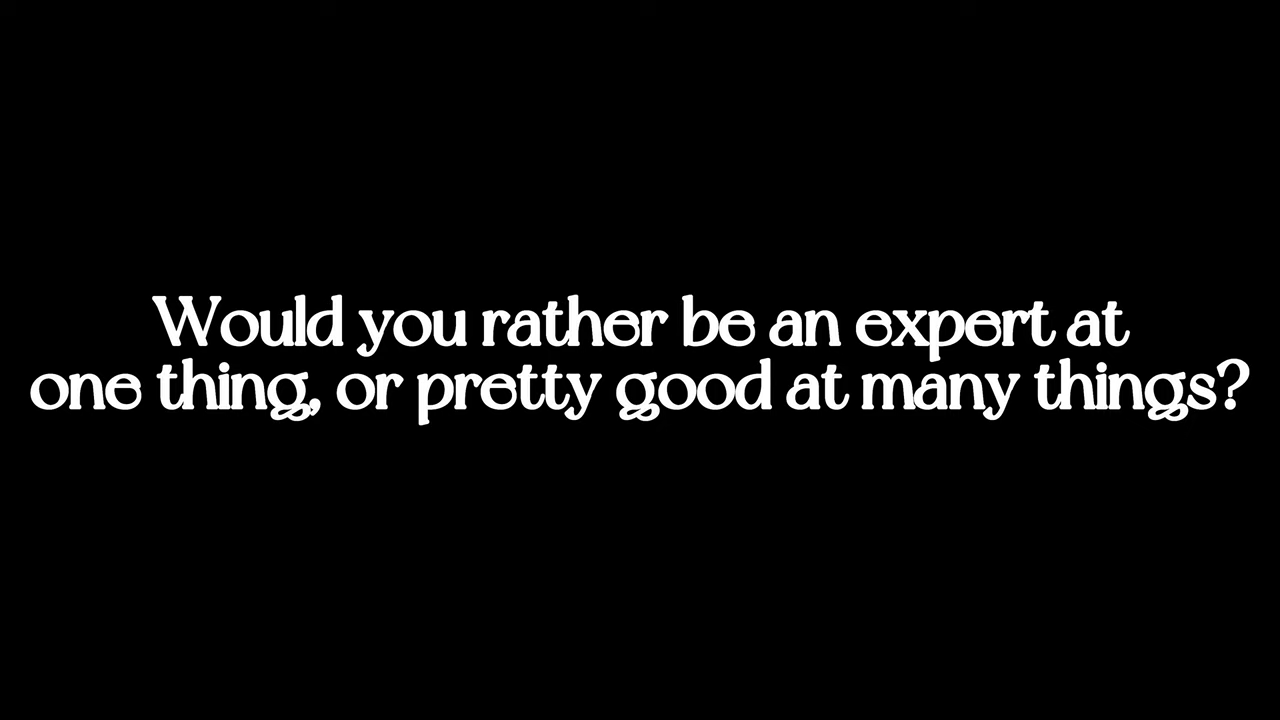 Would you rather be an expert at
one thing, or pretty good at many things?